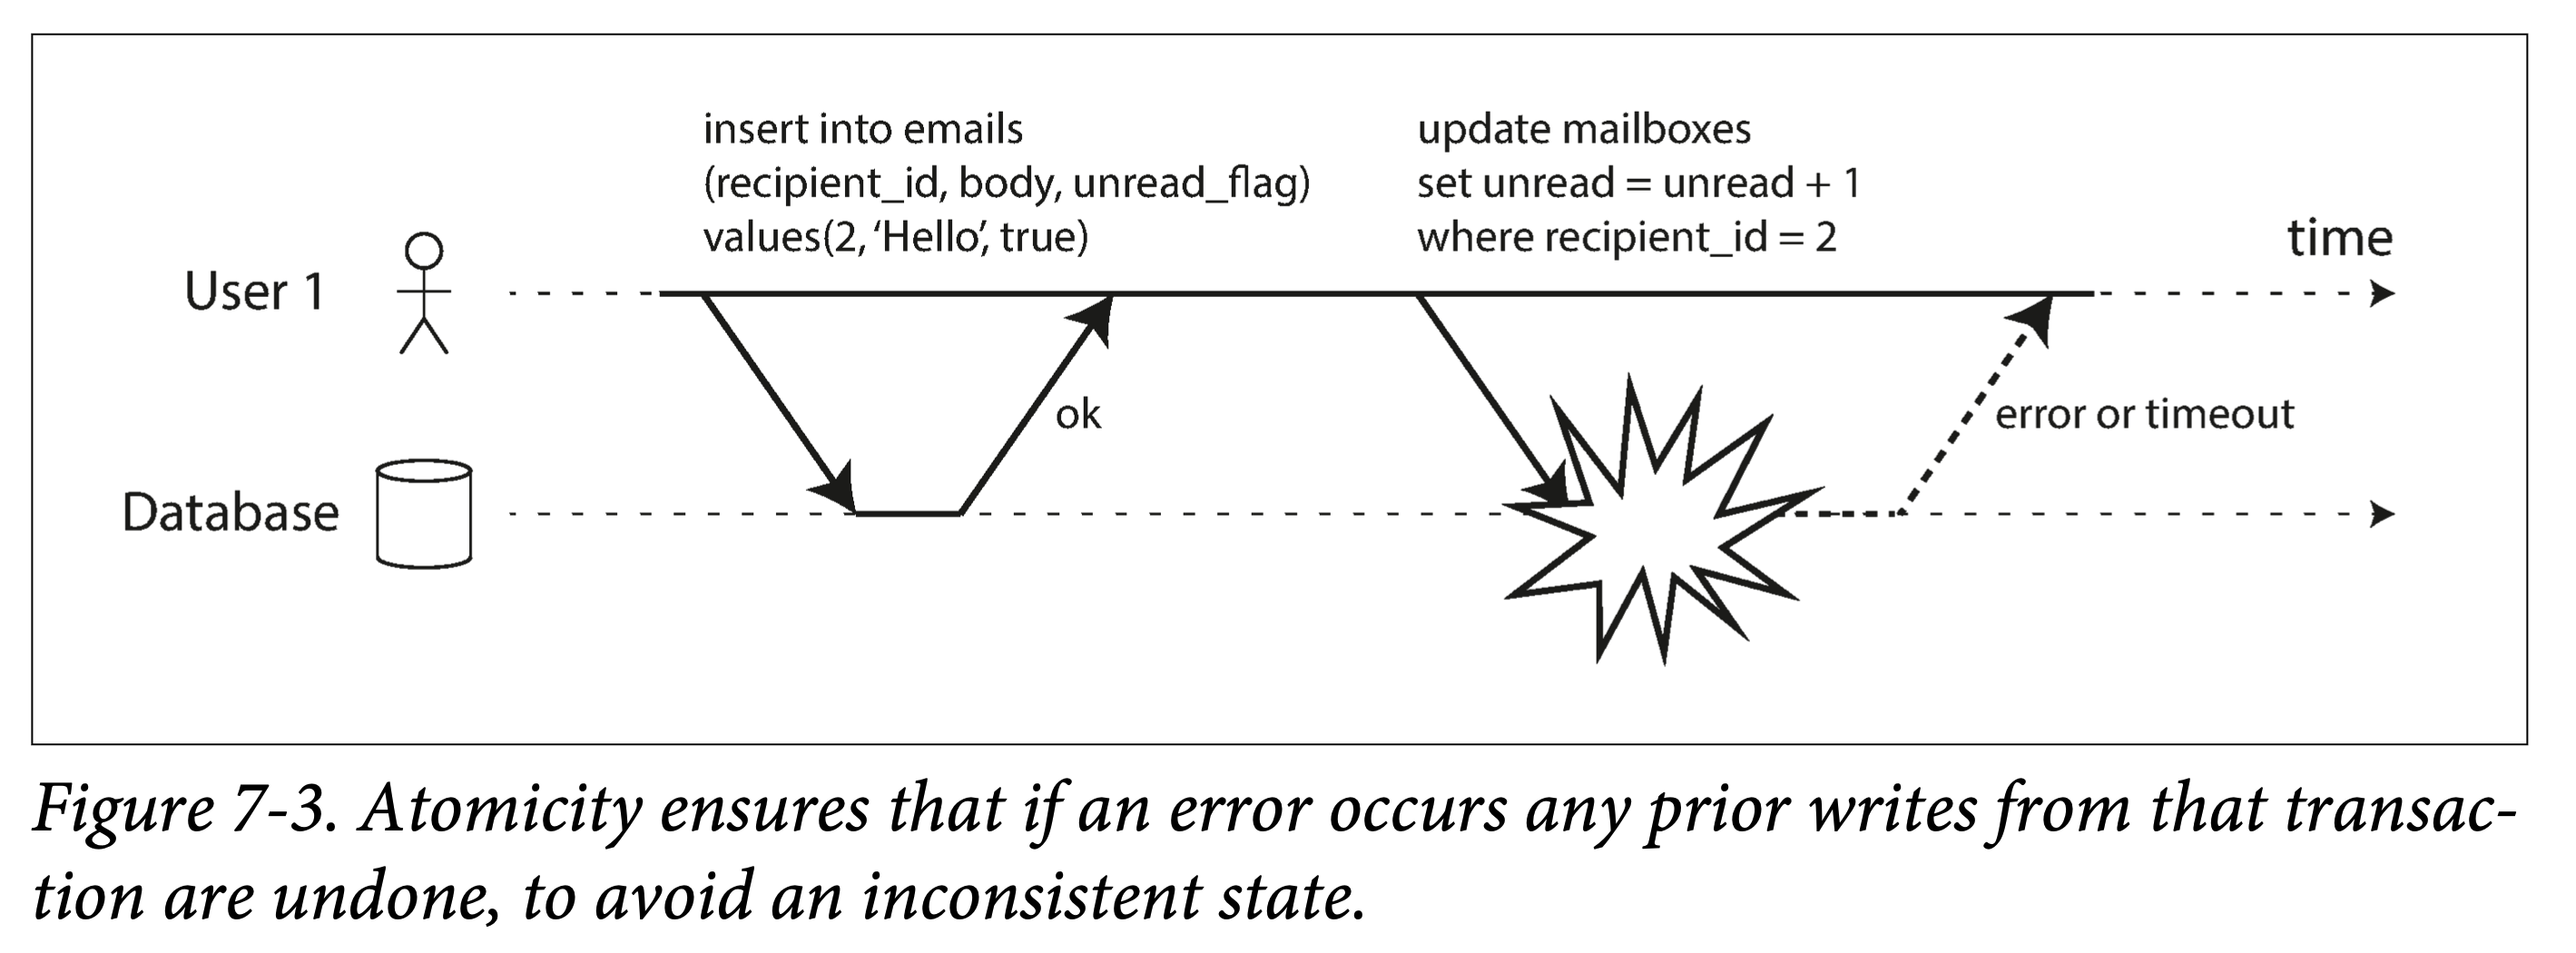 insert into emails
(recipient_id, body, unread_flag)
values(2, ‘Hello’, true)
update mailboxes
set unread = unread + 1
where recipient_id = 2
time
User 1
ok
error or timeout
Database
Figure 7-3. Atomicity ensures that if an error occurs any prior writes from that transac-
tion are undone, to avoid an inconsistent state.